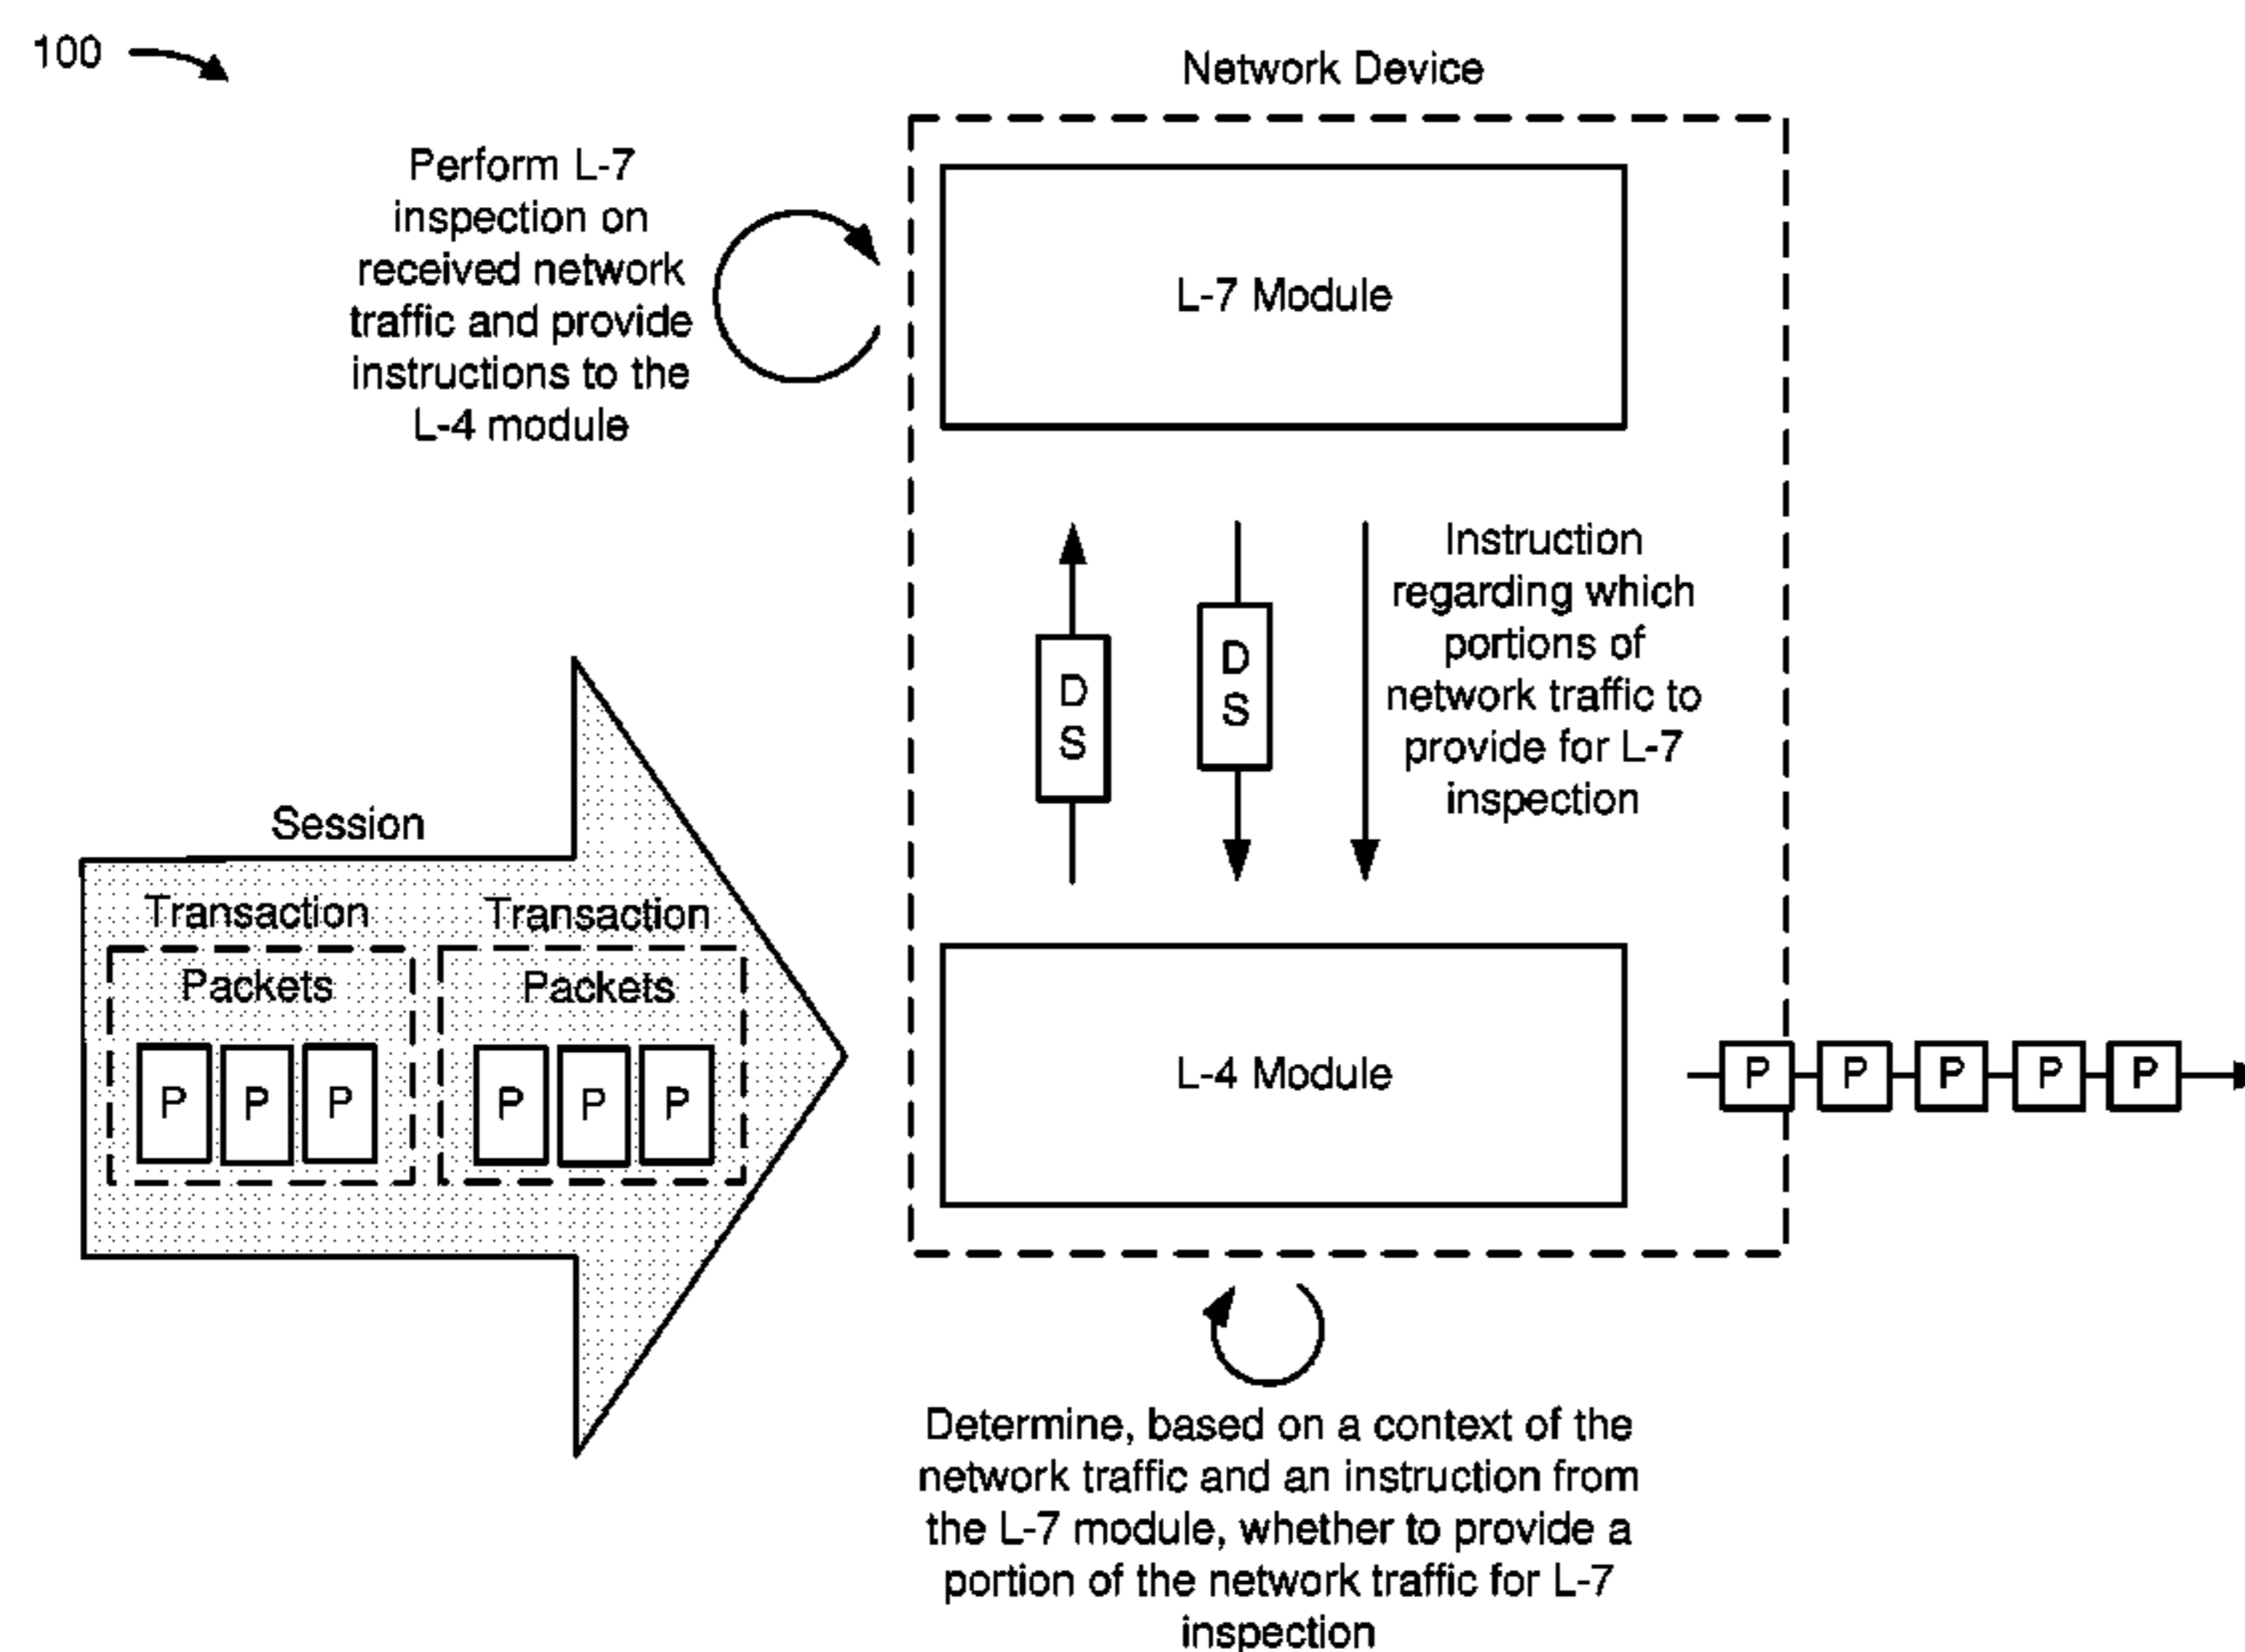 100
Network Device
Perform L-7
inspection on
received network
traffic and provide
instructions to the
L-4 module
L-7 Module
Instruction
regarding which
portions of
network traffic to
provide for L-7
inspection
D
S
D
S
Session
Transaction
Transaction
Packets
Packets
P P P
P P P
L-4 Module
P P P P P
Determine, based on a context of the
network traffic and an instruction from
the L-7 module, whether to provide a
portion of the network traffic for L-7
inspection